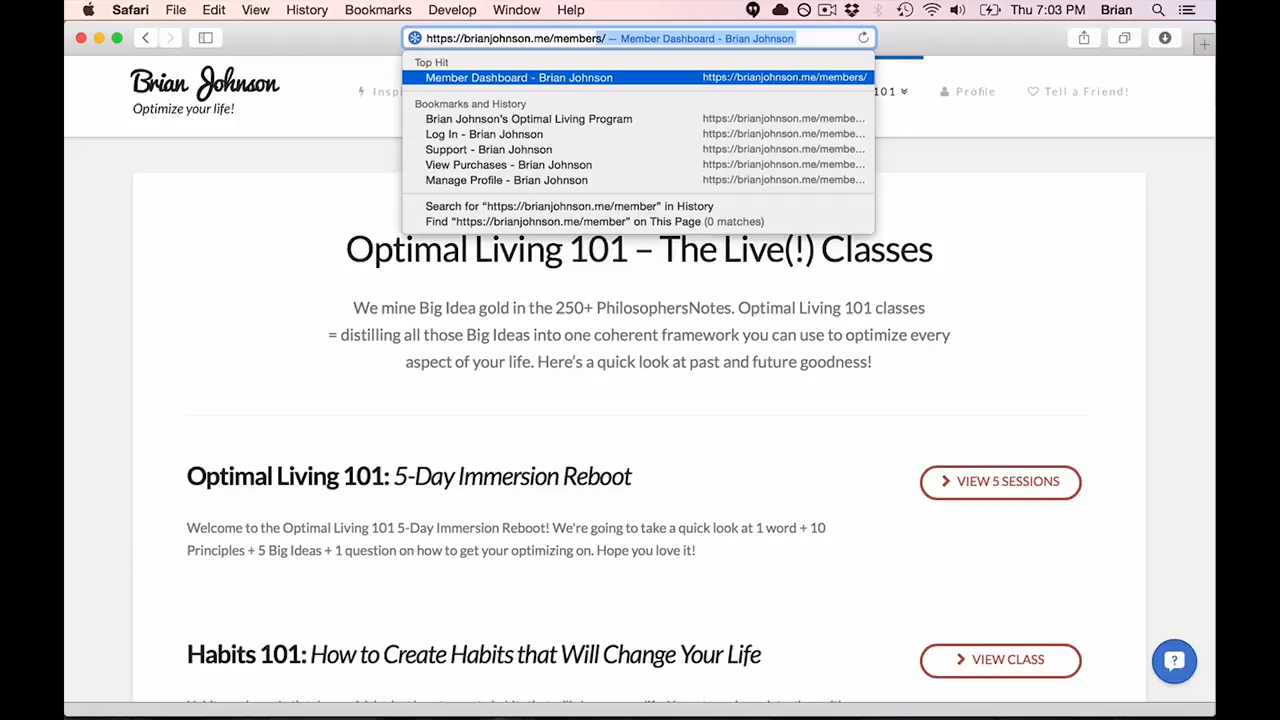 Safari File Edit View History Bookmarks Develop Window Help Thu 7:03 PM Brian
https://brianjohnson.me/members/ — Member Dashboard - Brian Johnson
Top Hit
Member Dashboard - Brian Johnson https://brianjohnson.me/members/
Bookmarks and History
Brian Johnson's Optimal Living Program https://brianjohnson.me/membe...
Log In - Brian Johnson https://brianjohnson.me/membe...
Support - Brian Johnson https://brianjohnson.me/membe...
View Purchases - Brian Johnson https://brianjohnson.me/membe...
Manage Profile - Brian Johnson https://brianjohnson.me/membe...
Search for “https://brianjohnson.me/member” in History
Find “https://brianjohnson.me/member” on This Page (0 matches)
Brian Johnson
Optimize your life!
Insp
101
Profile
Tell a Friend!
Optimal Living 101 – The Live(!) Classes
We mine Big Idea gold in the 250+ PhilosophersNotes. Optimal Living 101 classes
= distilling all those Big Ideas into one coherent framework you can use to optimize every
aspect of your life. Here's a quick look at past and future goodness!
Optimal Living 101: 5-Day Immersion Reboot
VIEW 5 SESSIONS
Welcome to the Optimal Living 101 5-Day Immersion Reboot! We're going to take a quick look at 1 word + 10
Principles + 5 Big Ideas + 1 question on how to get your optimizing on. Hope you love it!
Habits 101: How to Create Habits that Will Change Your Life
VIEW CLASS